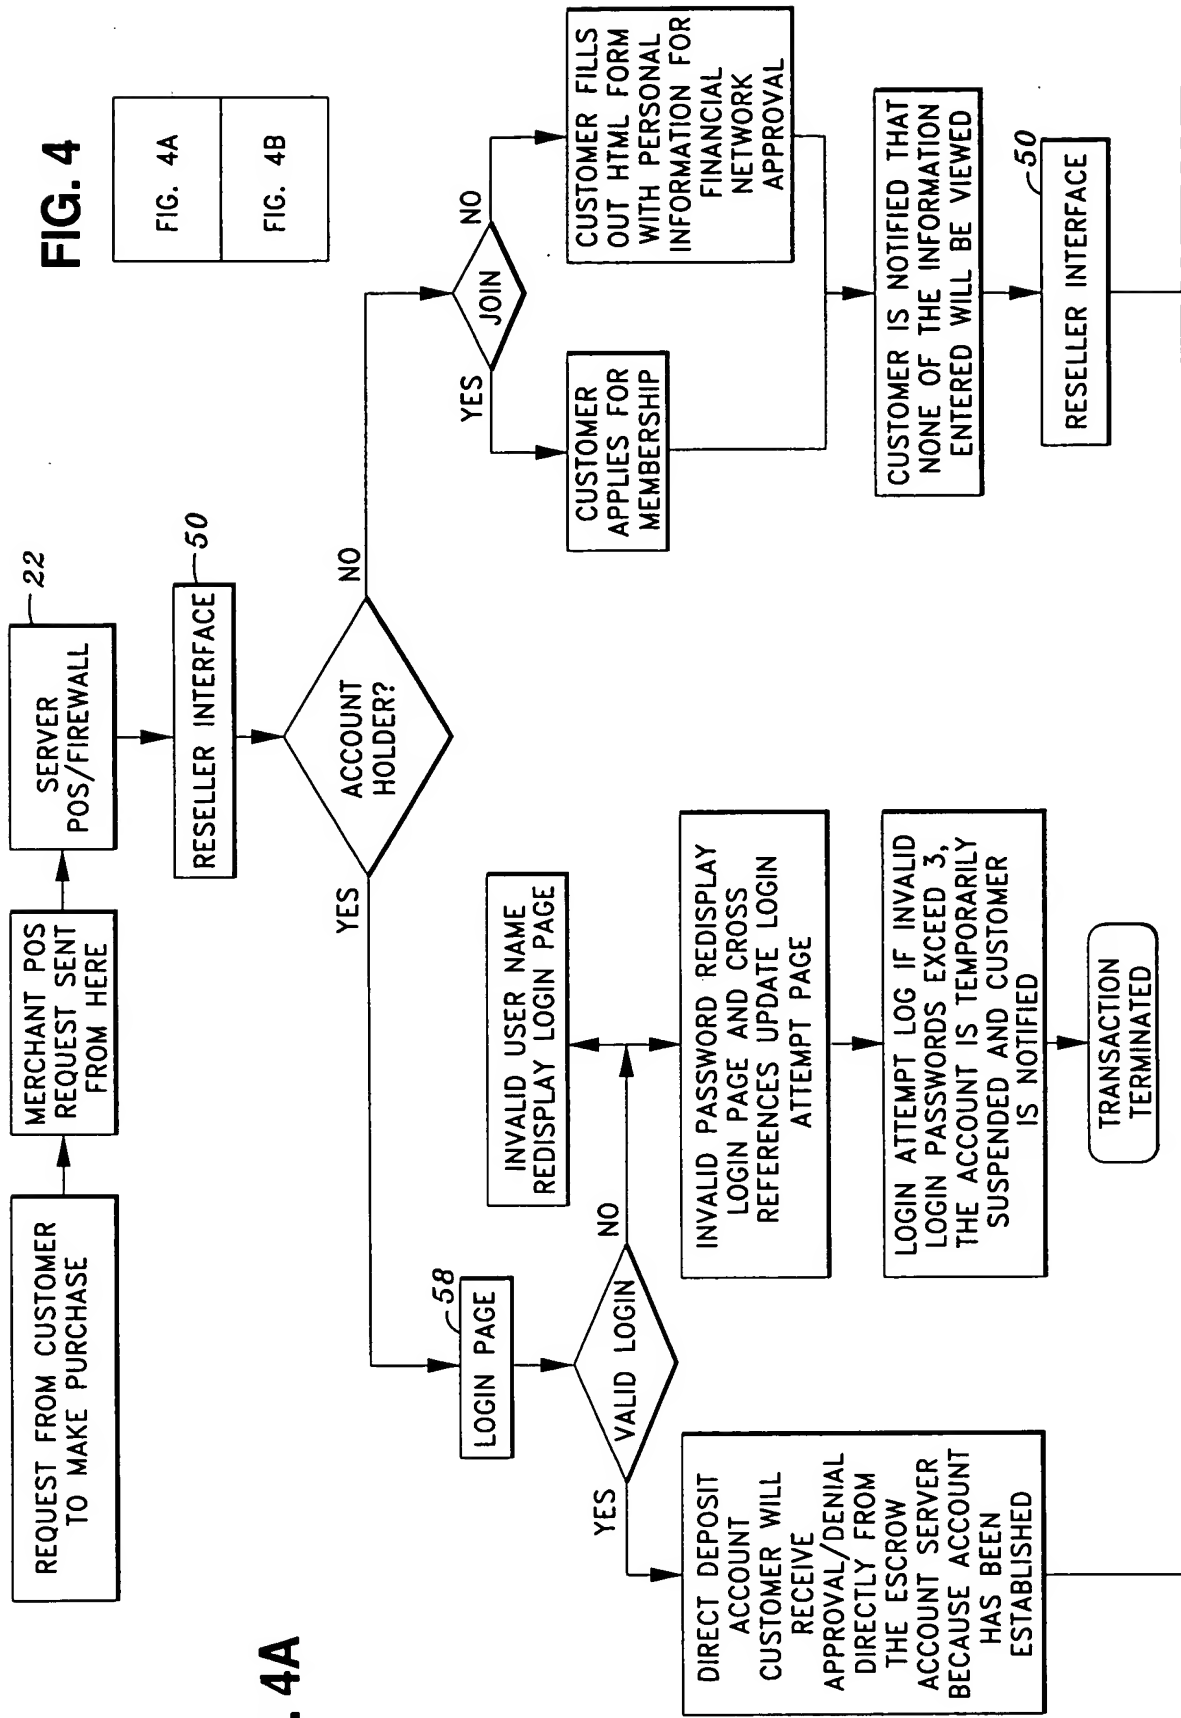 FIG. 4
FIG. 4A
FIG. 4B
. 4A
REQUEST FROM CUSTOMER
TO MAKE PURCHASE
MERCHANT POS
REQUEST SENT
FROM HERE
SERVER
POS/FIREWALL
22
RESELLER INTERFACE
50
ACCOUNT
HOLDER?
YES
NO
LOGIN PAGE
58
VALID LOGIN
YES
NO
DIRECT DEPOSIT
ACCOUNT
CUSTOMER WILL
RECEIVE
APPROVAL/DENIAL
DIRECTLY FROM
THE ESCROW
ACCOUNT SERVER
BECAUSE ACCOUNT
HAS BEEN
ESTABLISHED
INVALID USER NAME
REDISPLAY LOGIN PAGE
INVALID PASSWORD REDISPLAY
LOGIN PAGE AND CROSS
REFERENCES UPDATE LOGIN
ATTEMPT PAGE
LOGIN ATTEMPT LOG IF INVALID
LOGIN PASSWORDS EXCEED 3,
THE ACCOUNT IS TEMPORARILY
SUSPENDED AND CUSTOMER
IS NOTIFIED
TRANSACTION
TERMINATED
JOIN
YES
NO
CUSTOMER
APPLIES FOR
MEMBERSHIP
CUSTOMER FILLS
OUT HTML FORM
WITH PERSONAL
INFORMATION FOR
FINANCIAL
NETWORK
APPROVAL
CUSTOMER IS NOTIFIED THAT
NONE OF THE INFORMATION
ENTERED WILL BE VIEWED
RESELLER INTERFACE
50